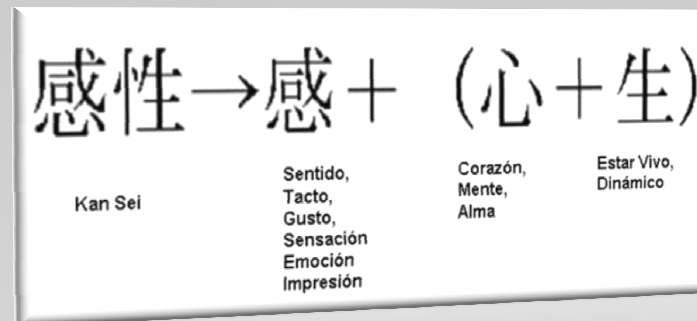 感性→感＋（心＋生）
Kan Sei
Sentido,
Tacto,
Gusto,
Sensación
Emoción
Impresión
Corazón,
Mente,
Alma
Estar Vivo,
Dinámico